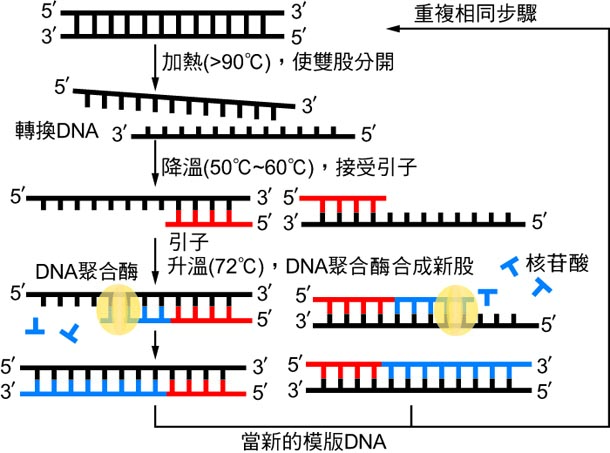 5′ 3′ 重複相同步驟
3′ 5′
加熱(>90℃)，使雙股分開
5′ 3′
轉換DNA 3′ 5′
降溫(50℃~60℃)，接受引子
5′ 3′ 5′
5′ 3′
引子
升溫(72℃)，DNA聚合酶合成新股
DNA聚合酶 核苷酸
5′ 3′ 5′
5′ 3′ 5′
5′ 3′ 5′ 3′
3′ 5′ 3′ 5′
當新的模版DNA